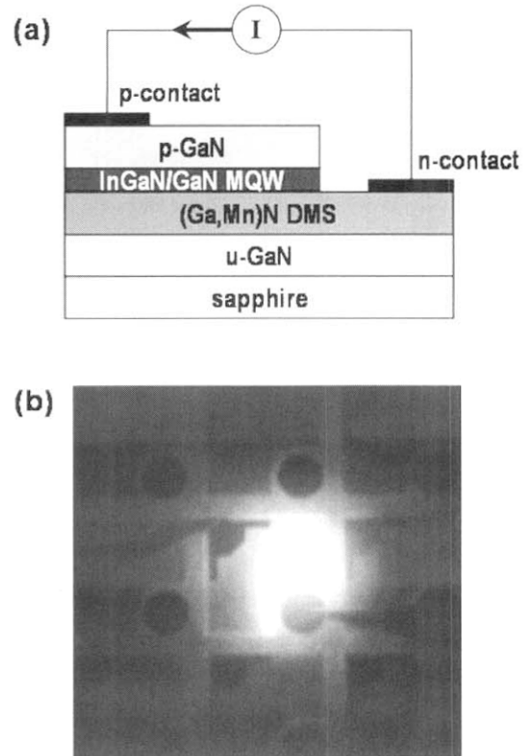 (a)
I
p-contact
p-GaN
n-contact
InGaN/GaN MQW
(Ga,Mn)N DMS
u-GaN
sapphire
(b)